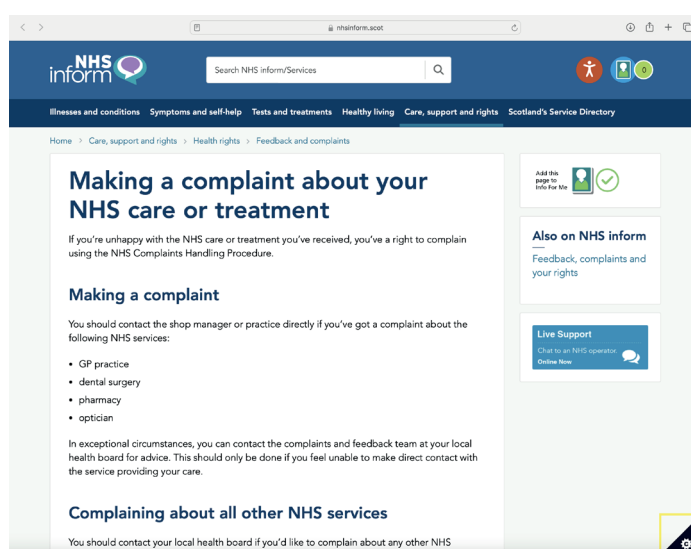 nhsinform.scot
NHS
inform
Search NHS inform/Services
0
Illnesses and conditions Symptoms and self-help Tests and treatments Healthy living Care, support and rights Scotland's Service Directory
Home > Care, support and rights > Health rights > Feedback and complaints
Making a complaint about your
NHS care or treatment
If you're unhappy with the NHS care or treatment you've received, you've a right to complain
using the NHS Complaints Handling Procedure.
Making a complaint
You should contact the shop manager or practice directly if you've got a complaint about the
following NHS services:
• GP practice
• dental surgery
• pharmacy
• optician
In exceptional circumstances, you can contact the complaints and feedback team at your local
health board for advice. This should only be done if you feel unable to make direct contact with
the service providing your care.
Complaining about all other NHS services
You should contact your local health board if you'd like to complain about any other NHS
Add this
page to
Info For Me
Also on NHS inform
Feedback, complaints and
your rights
Live Support
Chat to an NHS operator.
Online Now